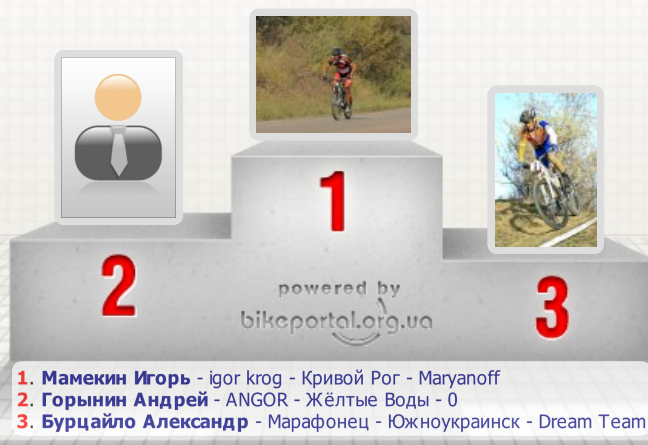 1
2
3
powered by
bikeportal.org.ua
1. Мамекин Игорь - igor krog - Кривой Рог - Maryanoff
2. Горынин Андрей - ANGOR - Жёлтые Воды - 0
3. Бурцайло Александр - Марафонец - Южноукраинск - Dream Team